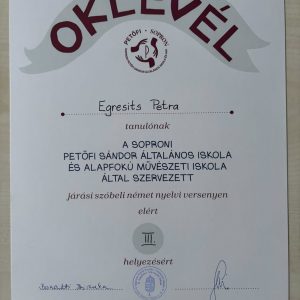 OKLEVÉL
PETŐFI · SOPRON
Egresits Petra
tanulónak
A SOPRONI
PETŐFI SÁNDOR ÁLTALÁNOS ISKOLA
ÉS ALAPFOKÚ MŰVÉSZETI ISKOLA
ÁLTAL SZERVEZETT
járási szóbeli német nyelvi versenyen
elért
III.
helyezésért